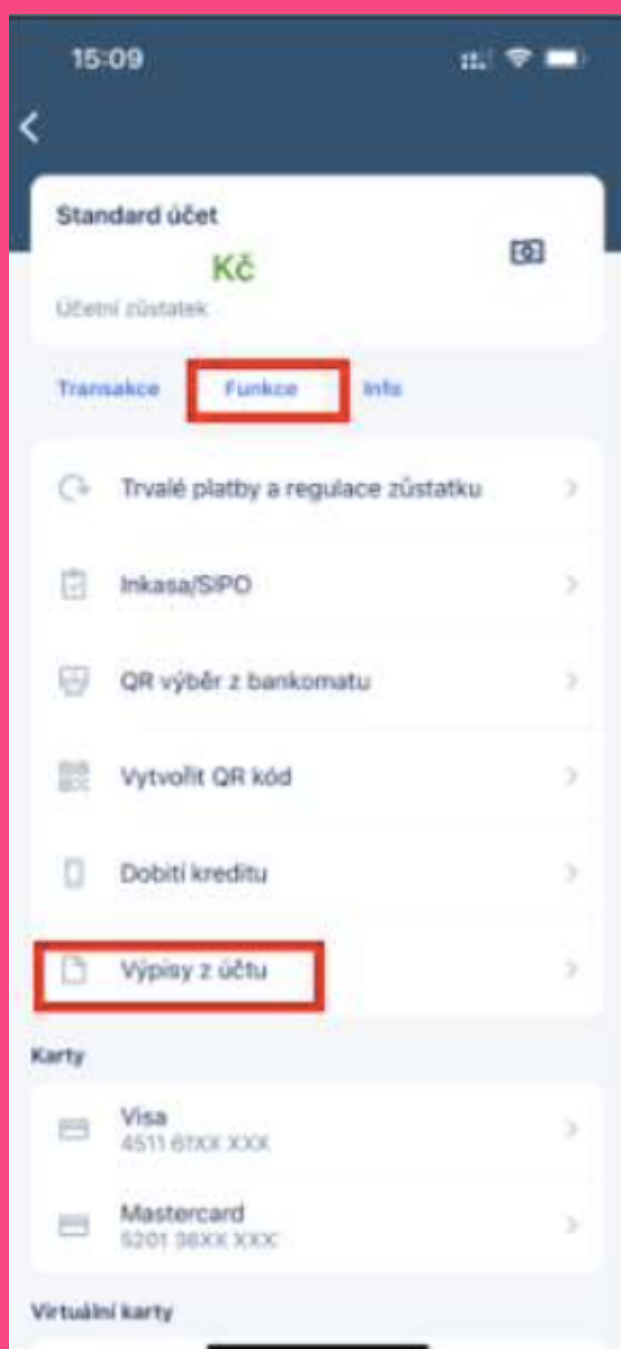 15:09
Standard účet
Kč
Účetní zůstatek
Transakce Funkce Info
Trvalé platby a regulace zůstatku
Inkasa/SIPO
QR výběr z bankomatu
Vytvořit QR kód
Dobití kreditu
Výpisy z účtu
Karty
Visa
4511 61XX XXX
Mastercard
5201 36XX XXX
Virtuální karty